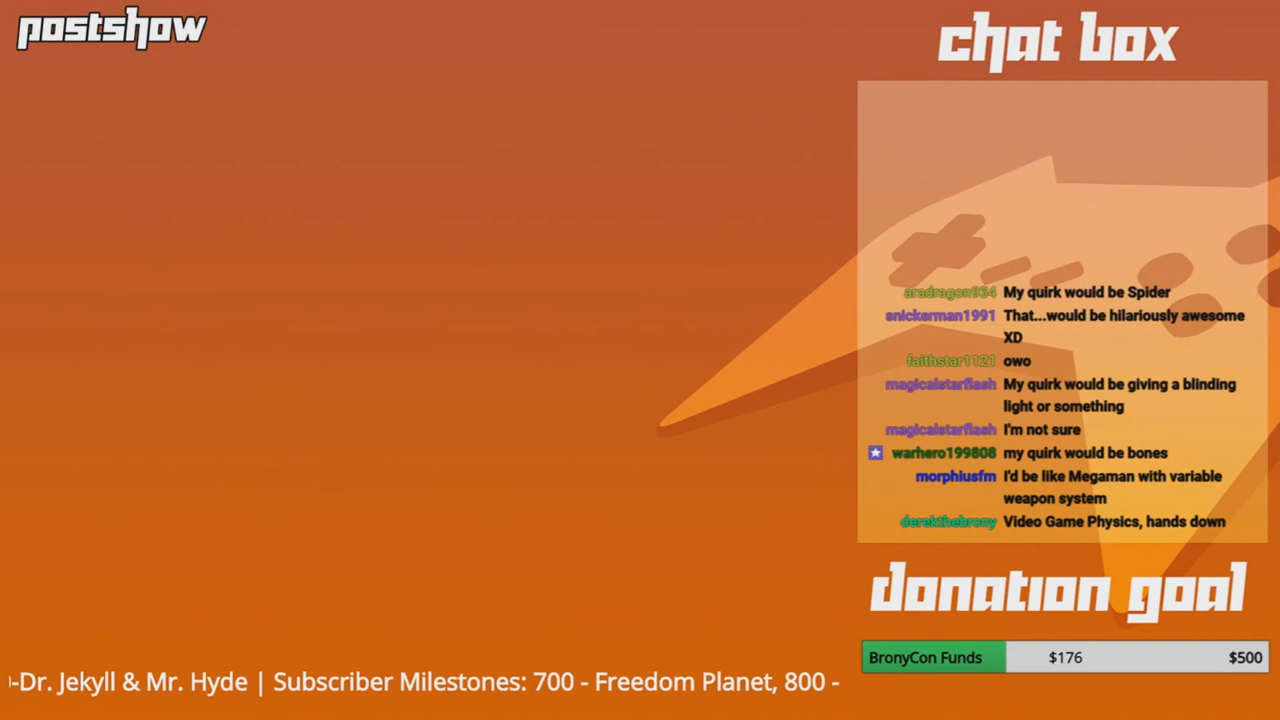 postshow
chat box
aradragon934 My quirk would be Spider
snickerman1991 That...would be hilariously awesome
XD
faithstar1121 owo
magicalstarflash My quirk would be giving a blinding
light or something
magicalstarflash I'm not sure
warhero199808 my quirk would be bones
morphiusfm I'd be like Megaman with variable
weapon system
derekthebrony Video Game Physics, hands down
donation goal
BronyCon Funds $176 $500
-Dr. Jekyll & Mr. Hyde | Subscriber Milestones: 700 - Freedom Planet, 800 -